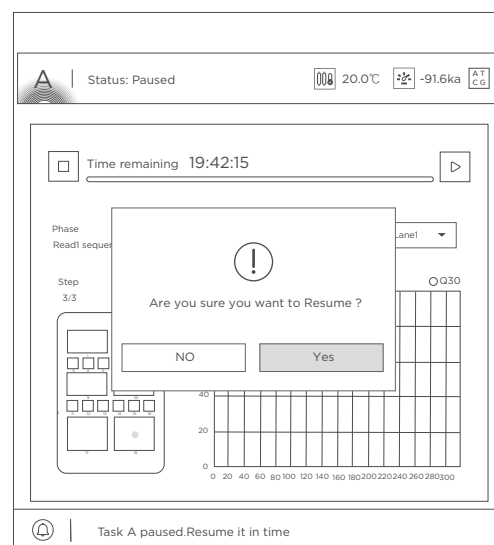 A
Status: Paused
20.0℃
-91.6ka
A T
C G
Time remaining 19:42:15
Phase
Read1 sequen
Lane1
Step
3/3
Q30
Are you sure you want to Resume ?
NO
Yes
40
20
0
0 20 40 60 80 100 120 140 160 180 200 220 240 260 280 300
Task A paused.Resume it in time